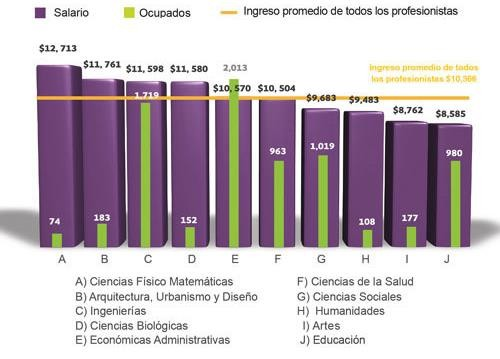 Salario
Ocupados
Ingreso promedio de todos los profesionistas
$12, 713
$11, 761
$11, 598
$11, 580
2,013
$10, 570
$10, 504
$9,683
$9,483
$8,762
$8,585
Ingreso promedio de todos
los profesionistas $10,306
1,719
963
1,019
980
74
183
152
108
177
A B C D E F G H I J
A) Ciencias Físico Matemáticas
B) Arquitectura, Urbanismo y Diseño
C) Ingenierías
D) Ciencias Biológicas
E) Económicas Administrativas
F) Ciencias de la Salud
G) Ciencias Sociales
H) Humanidades
I) Artes
J) Educación